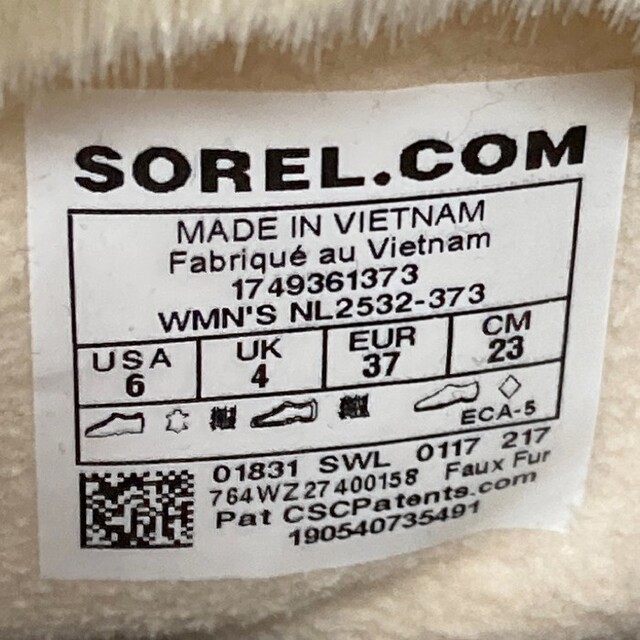 SOREL.COM
MADE IN VIETNAM
Fabriqué au Vietnam
1749361373
WMN'S NL2532-373
USA UK EUR CM
6 4 37 23
ECA-5
01831 SWL 0117 217
764WZ27400158 Faux Fur
Pat CSCPatents.com
190540735491